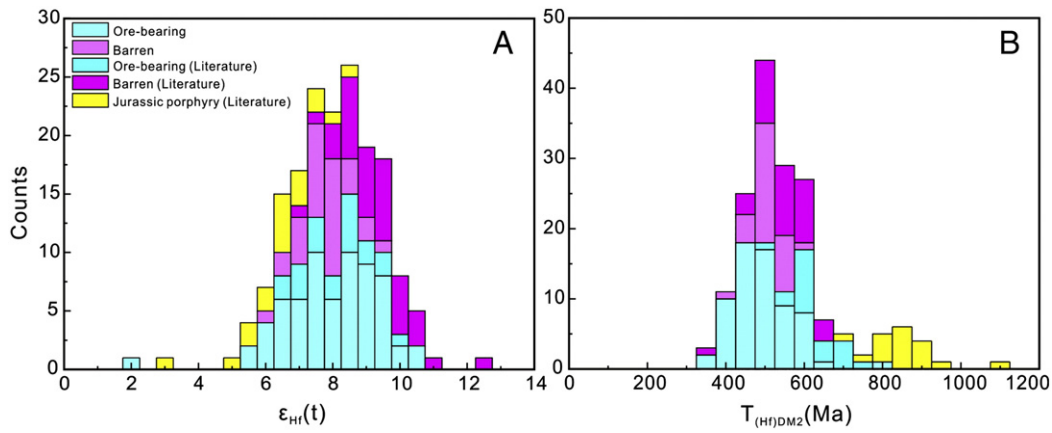 30
25
20
15
10
5
0
Counts
Ore-bearing
Barren
Ore-bearing (Literature)
Barren (Literature)
Jurassic porphyry (Literature)
A
0 2 4 6 8 10 12 14
εHf(t)
50
40
30
20
10
0
B
0 200 400 600 800 1000 1200
T(Hf)DM2(Ma)